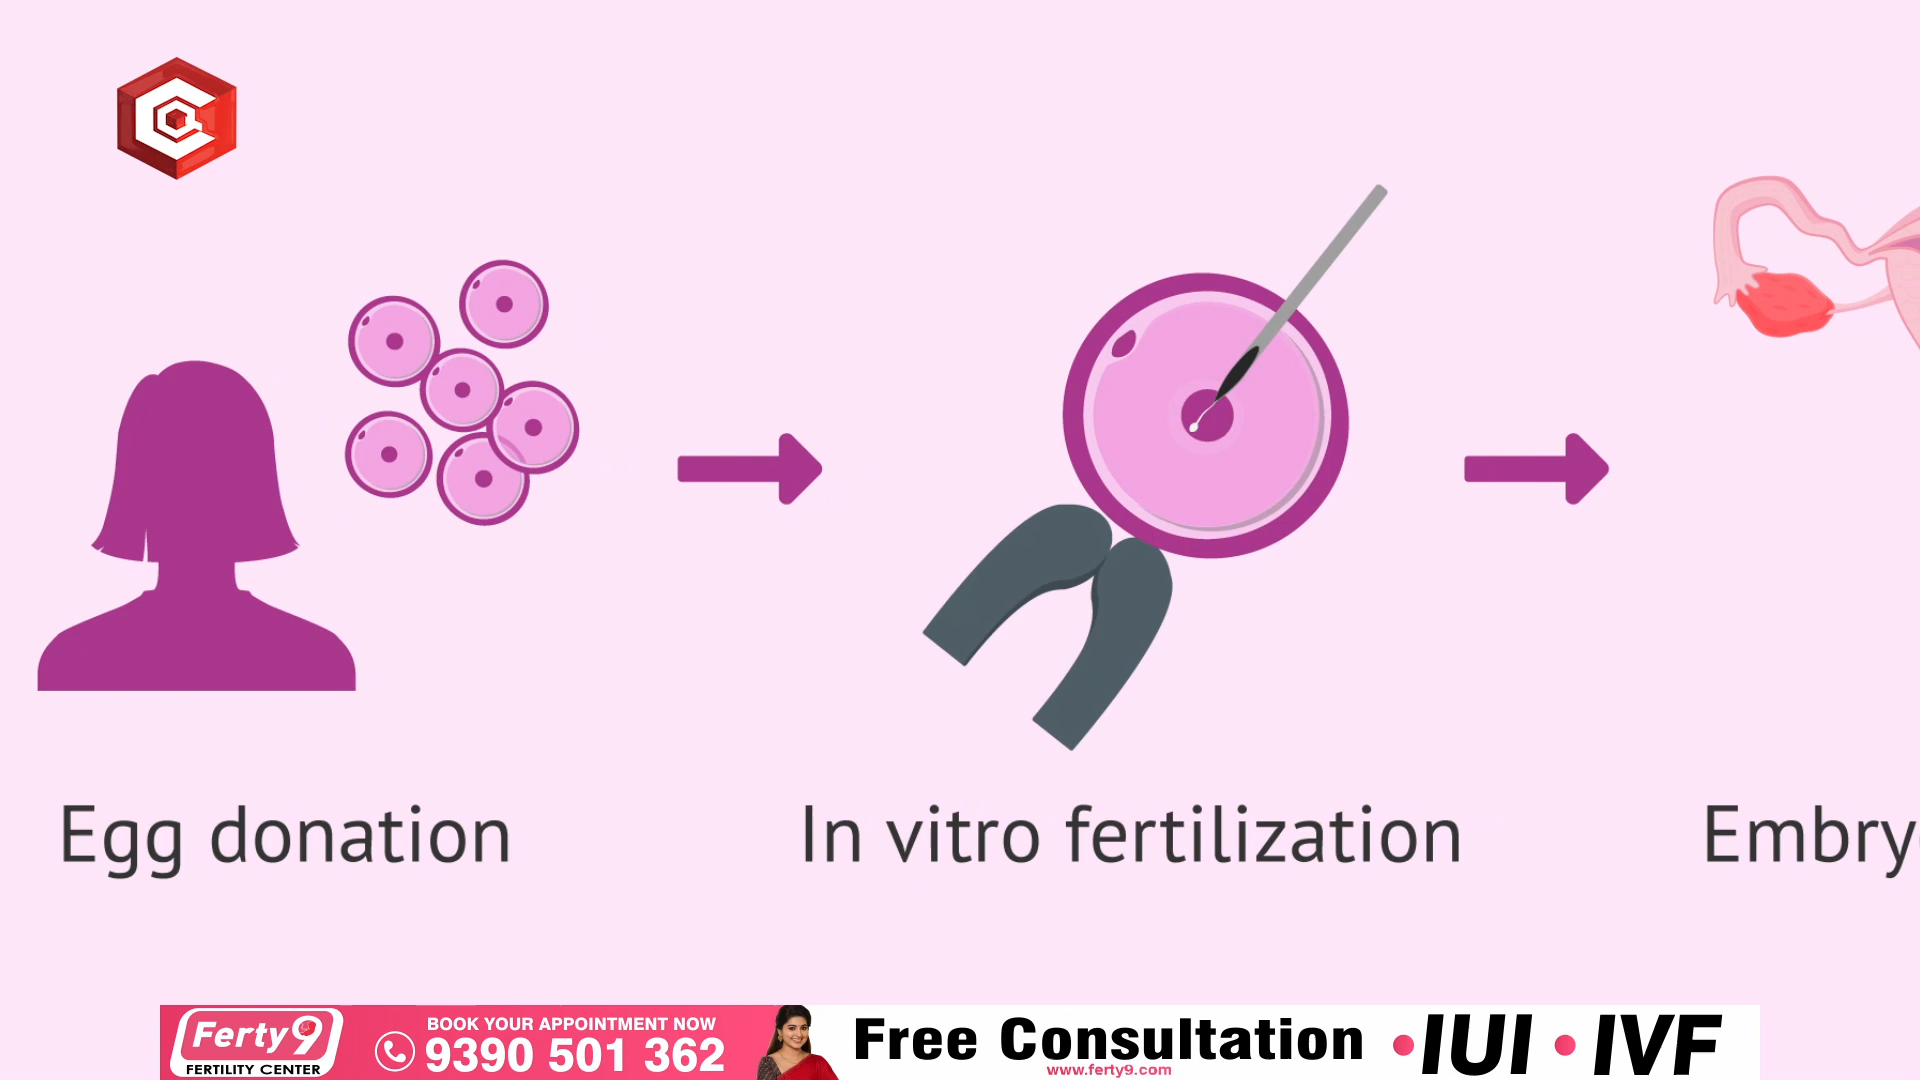 Egg donation
In vitro fertilization
Embry
Ferty9
FERTILITY CENTER
BOOK YOUR APPOINTMENT NOW
9390 501 362
Free Consultation
www.ferty9.com
• IUI • IVF